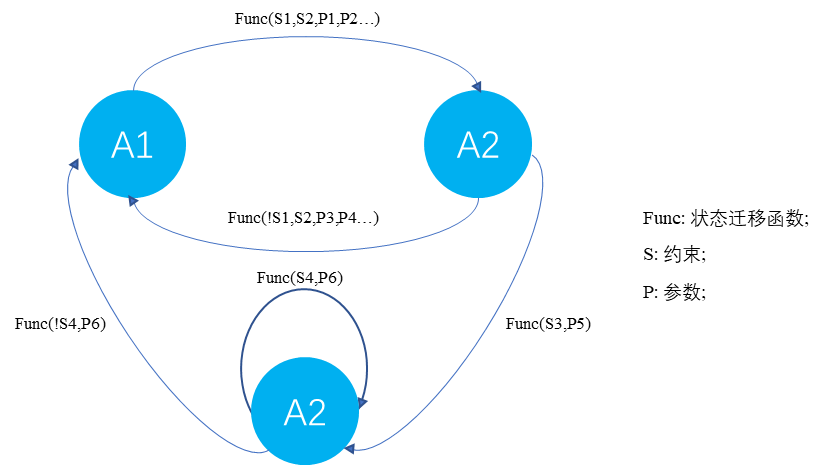 Func(S1,S2,P1,P2…)
A1
A2
Func(!S1,S2,P3,P4…)
Func: 状态迁移函数;
S: 约束;
P: 参数;
Func(S4,P6)
Func(!S4,P6)
Func(S3,P5)
A2